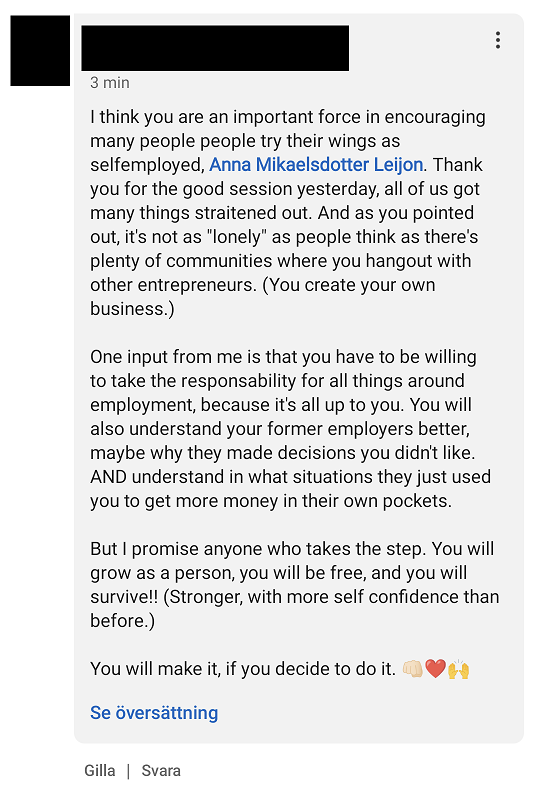 3 min
I think you are an important force in encouraging
many people people try their wings as
selfemployed, Anna Mikaelsdotter Leijon. Thank
you for the good session yesterday, all of us got
many things straitened out. And as you pointed
out, it's not as "lonely" as people think as there's
plenty of communities where you hangout with
other entrepreneurs. (You create your own
business.)
One input from me is that you have to be willing
to take the responsability for all things around
employment, because it's all up to you. You will
also understand your former employers better,
maybe why they made decisions you didn't like.
AND understand in what situations they just used
you to get more money in their own pockets.
But I promise anyone who takes the step. You will
grow as a person, you will be free, and you will
survive!! (Stronger, with more self confidence than
before.)
You will make it, if you decide to do it. 👊🏻❤️🙌
Se översättning
Gilla | Svara